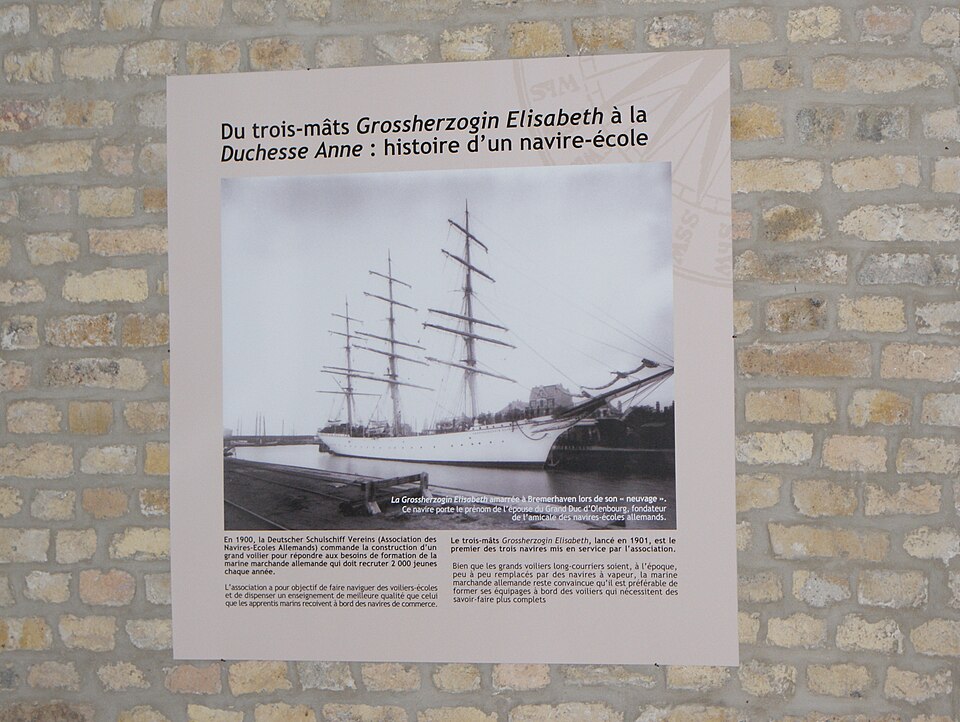 Du trois-mâts Grossherzogin Elisabeth à la
Duchesse Anne : histoire d'un navire-école
La Grossherzogin Elisabeth amarrée à Bremerhaven lors de son « neuvage ».
Ce navire porte le prénom de l'épouse du Grand Duc d'Olenbourg, fondateur
de l'amicale des navires-écoles allemands.
En 1900, la Deutscher Schulschiff Vereins (Association des
Navires-Ecoles Allemands) commande la construction d'un
grand voilier pour répondre aux besoins de formation de la
marine marchande allemande qui doit recruter 2 000 jeunes
chaque année.
L'association a pour objectif de faire naviguer des voiliers-écoles
et de dispenser un enseignement de meilleure qualité que celui
que les apprentis marins recoivent à bord des navires de commerce.
Le trois-mâts Grossherzogin Elisabeth, lancé en 1901, est le
premier des trois navires mis en service par l'association.
Bien que les grands voiliers long-courriers soient, à l'époque,
peu à peu remplacés par des navires à vapeur, la marine
marchande allemande reste convaincue qu'il est préférable de
former ses équipages à bord des voiliers qui nécessitent des
savoir-faire plus complets